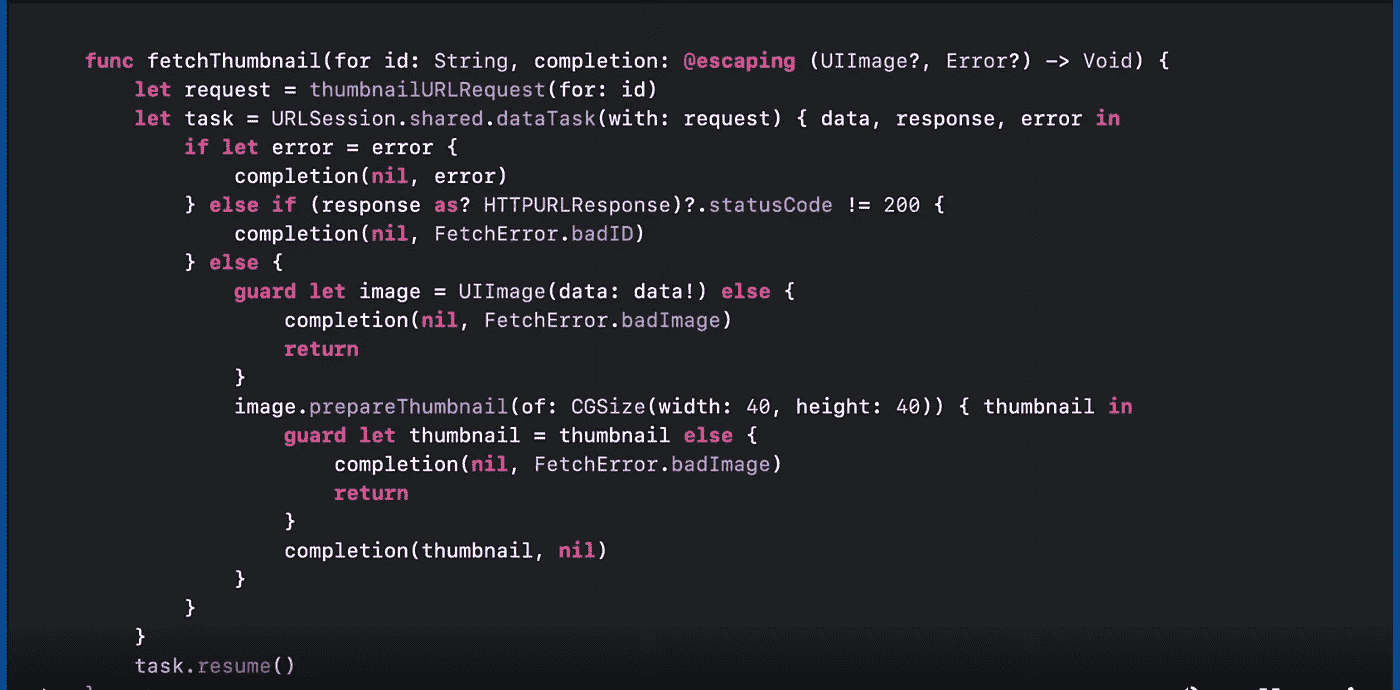 func fetchThumbnail(for id: String, completion: @escaping (UIImage?, Error?) -> Void) {
    let request = thumbnailURLRequest(for: id)
    let task = URLSession.shared.dataTask(with: request) { data, response, error in
        if let error = error {
            completion(nil, error)
        } else if (response as? HTTPURLResponse)?.statusCode != 200 {
            completion(nil, FetchError.badID)
        } else {
            guard let image = UIImage(data: data!) else {
                completion(nil, FetchError.badImage)
                return
            }
            image.prepareThumbnail(of: CGSize(width: 40, height: 40)) { thumbnail in
                guard let thumbnail = thumbnail else {
                    completion(nil, FetchError.badImage)
                    return
                }
                completion(thumbnail, nil)
            }
        }
    }
    task.resume()
}